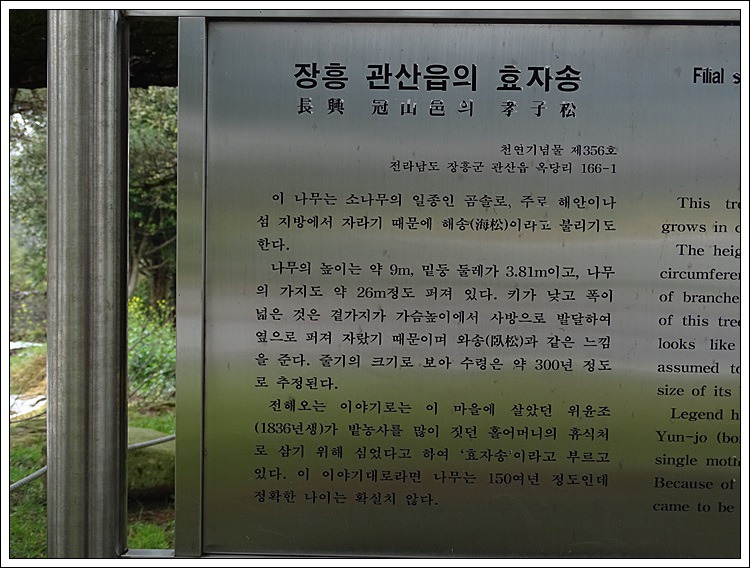 장흥 관산읍의 효자송
長興 冠山邑의 孝子松
천연기념물 제356호
전라남도 장흥군 관산읍 옥당리 166-1
이 나무는 소나무의 일종인 곰솔로, 주로 해안이나
섬 지방에서 자라기 때문에 해송(海松)이라고 불리기도
한다.
나무의 높이는 약 9m, 밑둥 둘레가 3.81m이고, 나무
의 가지도 약 26m정도 퍼져 있다. 키가 낮고 폭이
넓은 것은 곁가지가 가슴높이에서 사방으로 발달하여
옆으로 퍼져 자랐기 때문이며 와송(臥松)과 같은 느낌
을 준다. 줄기의 크기로 보아 수령은 약 300년 정도
로 추정된다.
전해오는 이야기로는 이 마을에 살았던 위윤조
(1836년생)가 밭농사를 많이 짓던 홀어머니의 휴식처
로 삼기 위해 심었다고 하여 '효자송'이라고 부르고
있다. 이 이야기대로라면 나무는 150여년 정도인데
정확한 나이는 확실치 않다.
Filial
This
grows in
The
of
of this
looks like
assumed
size of its
Legend
Yun-jo
single
Because of
came to be